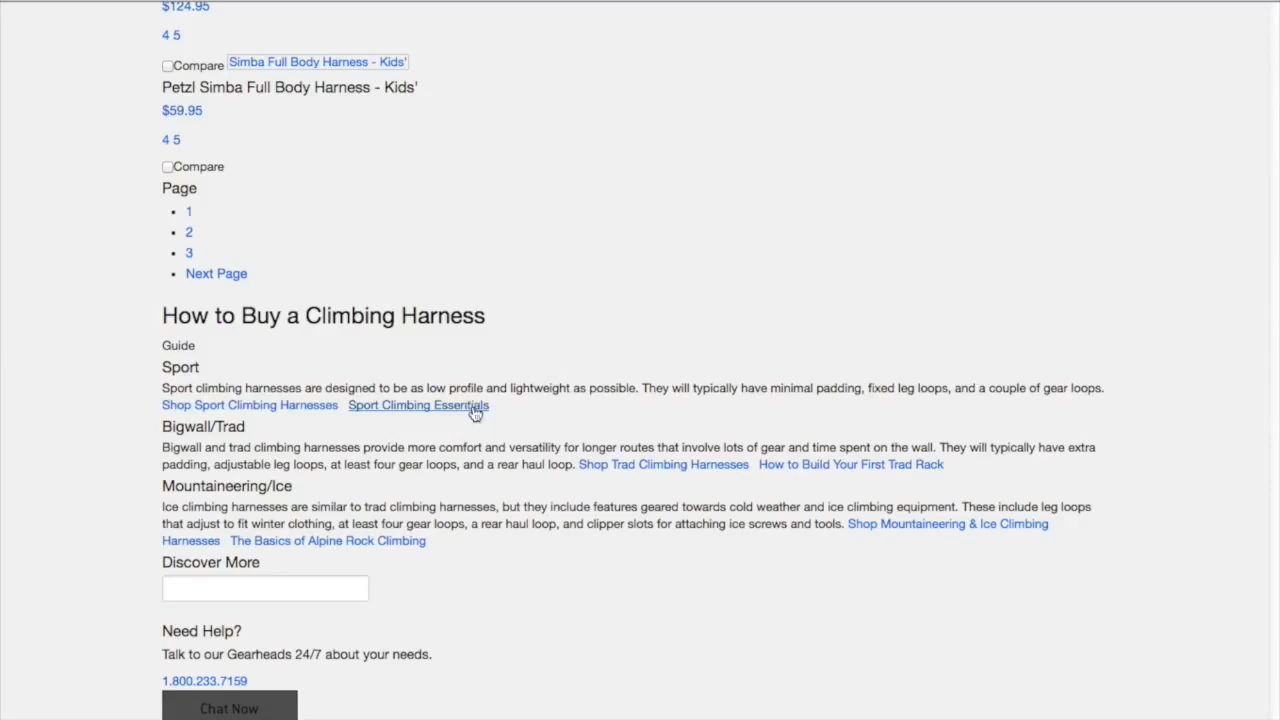 $124.95
4 5
Compare Simba Full Body Harness - Kids'
Petzl Simba Full Body Harness - Kids'
$59.95
4 5
Compare
Page
1
2
3
Next Page
How to Buy a Climbing Harness
Guide
Sport
Sport climbing harnesses are designed to be as low profile and lightweight as possible. They will typically have minimal padding, fixed leg loops, and a couple of gear loops.
Shop Sport Climbing Harnesses Sport Climbing Essentials
Bigwall/Trad
Bigwall and trad climbing harnesses provide more comfort and versatility for longer routes that involve lots of gear and time spent on the wall. They will typically have extra
padding, adjustable leg loops, at least four gear loops, and a rear haul loop. Shop Trad Climbing Harnesses How to Build Your First Trad Rack
Mountaineering/Ice
Ice climbing harnesses are similar to trad climbing harnesses, but they include features geared towards cold weather and ice climbing equipment. These include leg loops
that adjust to fit winter clothing, at least four gear loops, a rear haul loop, and clipper slots for attaching ice screws and tools. Shop Mountaineering & Ice Climbing
Harnesses The Basics of Alpine Rock Climbing
Discover More
Need Help?
Talk to our Gearheads 24/7 about your needs.
1.800.233.7159
Chat Now